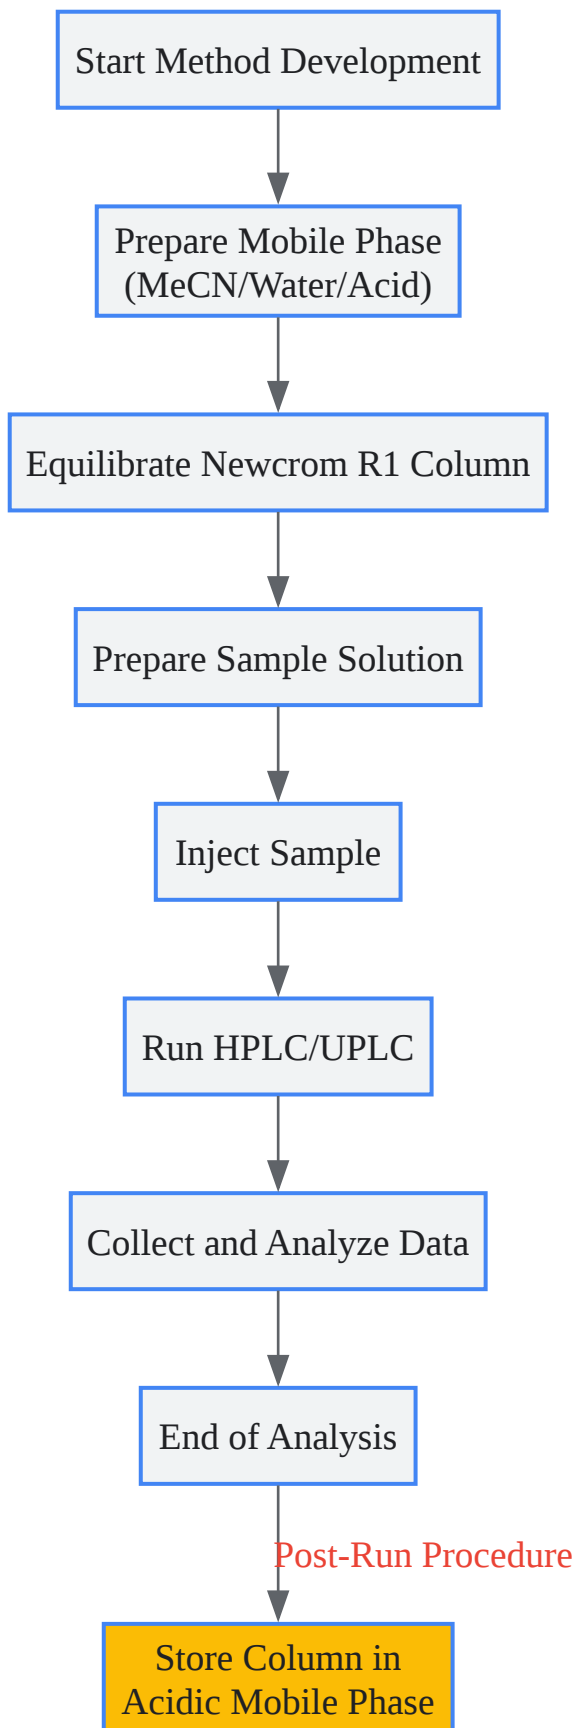 Start Method Development
Prepare Mobile Phase
(MeCN/Water/Acid)
Equilibrate Newcrom R1 Column
Prepare Sample Solution
Inject Sample
Run HPLC/UPLC
Collect and Analyze Data
End of Analysis
Post-Run Procedure
Store Column in
Acidic Mobile Phase